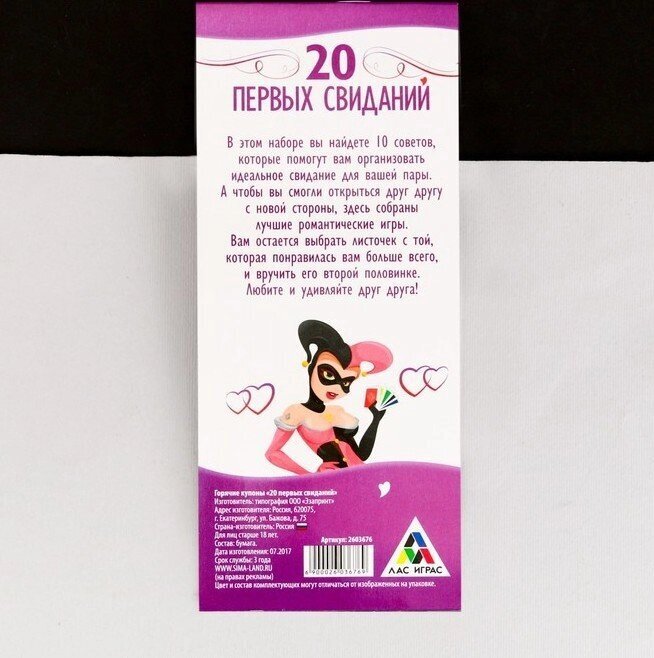 20
ПЕРВЫХ СВИДАНИЙ
В этом наборе вы найдете 10 советов,
которые помогут вам организовать
идеальное свидание для вашей пары.
А чтобы вы смогли открыться друг другу
с новой стороны, здесь собраны
лучшие романтические игры.
Вам остается выбрать листочек с той,
которая понравилась вам больше всего,
и вручить его второй половинке.
Любите и удивляйте друг друга!
Горячие купоны «20 первых свиданий»
Изготовитель: типография ООО «Эзапринт»
Адрес изготовителя: Россия, 620075,
г. Екатеринбург, ул. Бажова, д. 75
Страна-изготовитель: Россия
Для лиц старше 18 лет.
Состав: бумага.
Дата изготовления: 07.2017
Срок службы: 3 года
WWW.SIMA-LAND.RU
(на правах рекламы)
Цвет и состав комплектующих могут отличаться от указанных на упаковке.
Артикул: 2603676
6 900026 036769
ЛАС ИГРАС